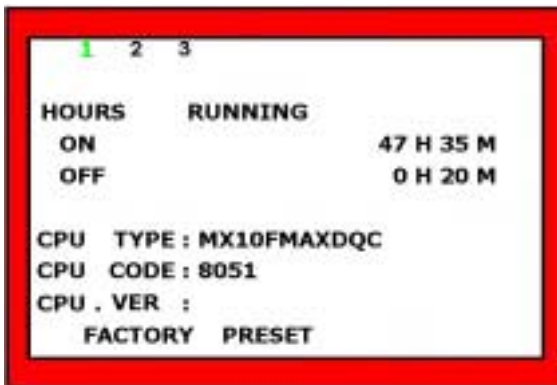 1 2 3
HOURS RUNNING
ON 47 H 35 M
OFF 0 H 20 M
CPU TYPE : MX10FMAXDQC
CPU CODE : 8051
CPU . VER :
FACTORY PRESET